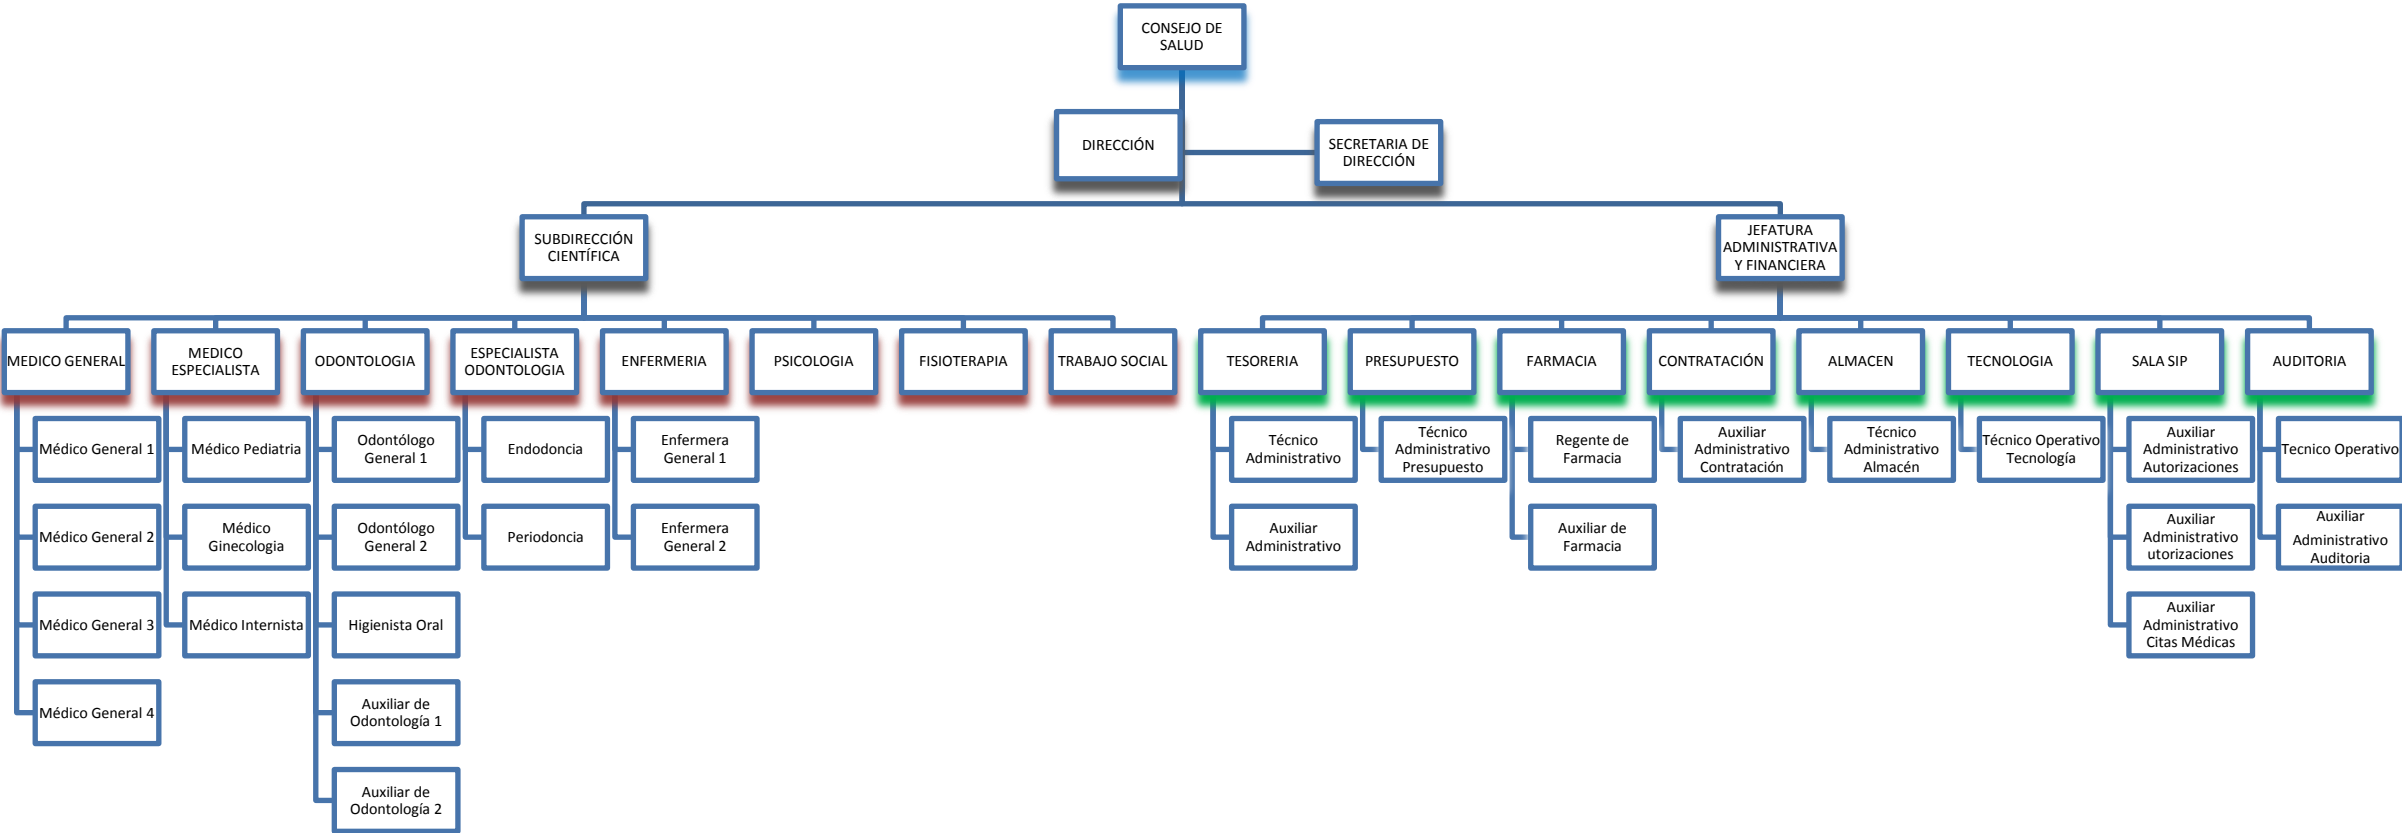 CONSEJO DE
SALUD
DIRECCIÓN
SECRETARIA DE
DIRECCIÓN
SUBDIRECCIÓN
CIENTÍFICA
JEFATURA
ADMINISTRATIVA
Y FINANCIERA
MEDICO GENERAL
MEDICO
ESPECIALISTA
ODONTOLOGIA
ESPECIALISTA
ODONTOLOGIA
ENFERMERIA
PSICOLOGIA
FISIOTERAPIA
TRABAJO SOCIAL
TESORERIA
PRESUPUESTO
FARMACIA
CONTRATACIÓN
ALMACEN
TECNOLOGIA
SALA SIP
AUDITORIA
Médico General 1
Médico Pediatria
Odontólogo
General 1
Endodoncia
Enfermera
General 1
Técnico
Administrativo
Técnico
Administrativo
Presupuesto
Regente de
Farmacia
Auxiliar
Administrativo
Contratación
Técnico
Administrativo
Almacén
Técnico Operativo
Tecnología
Auxiliar
Administrativo
Autorizaciones
Tecnico Operativo
Médico General 2
Médico
Ginecologia
Odontólogo
General 2
Periodoncia
Enfermera
General 2
Auxiliar
Administrativo
Auxiliar de
Farmacia
Auxiliar
Administrativo
utorizaciones
Auxiliar
Administrativo
Auditoria
Médico General 3
Médico Internista
Higienista Oral
Auxiliar
Administrativo
Citas Médicas
Médico General 4
Auxiliar de
Odontología 1
Auxiliar de
Odontología 2